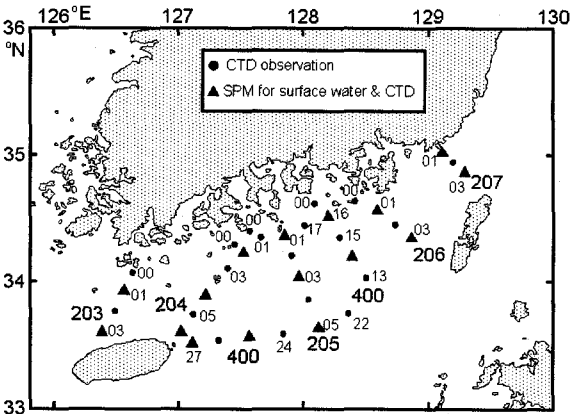 126°E 127 128 129 130
36
°N
35
34
33
● CTD observation
▲ SPM for surface water & CTD
01
03 207
00 00
16 01
17
00
01 15 03
206
00 01
03 03 13
00
01
203 204 400
03 05 05 22
27 400 24 205